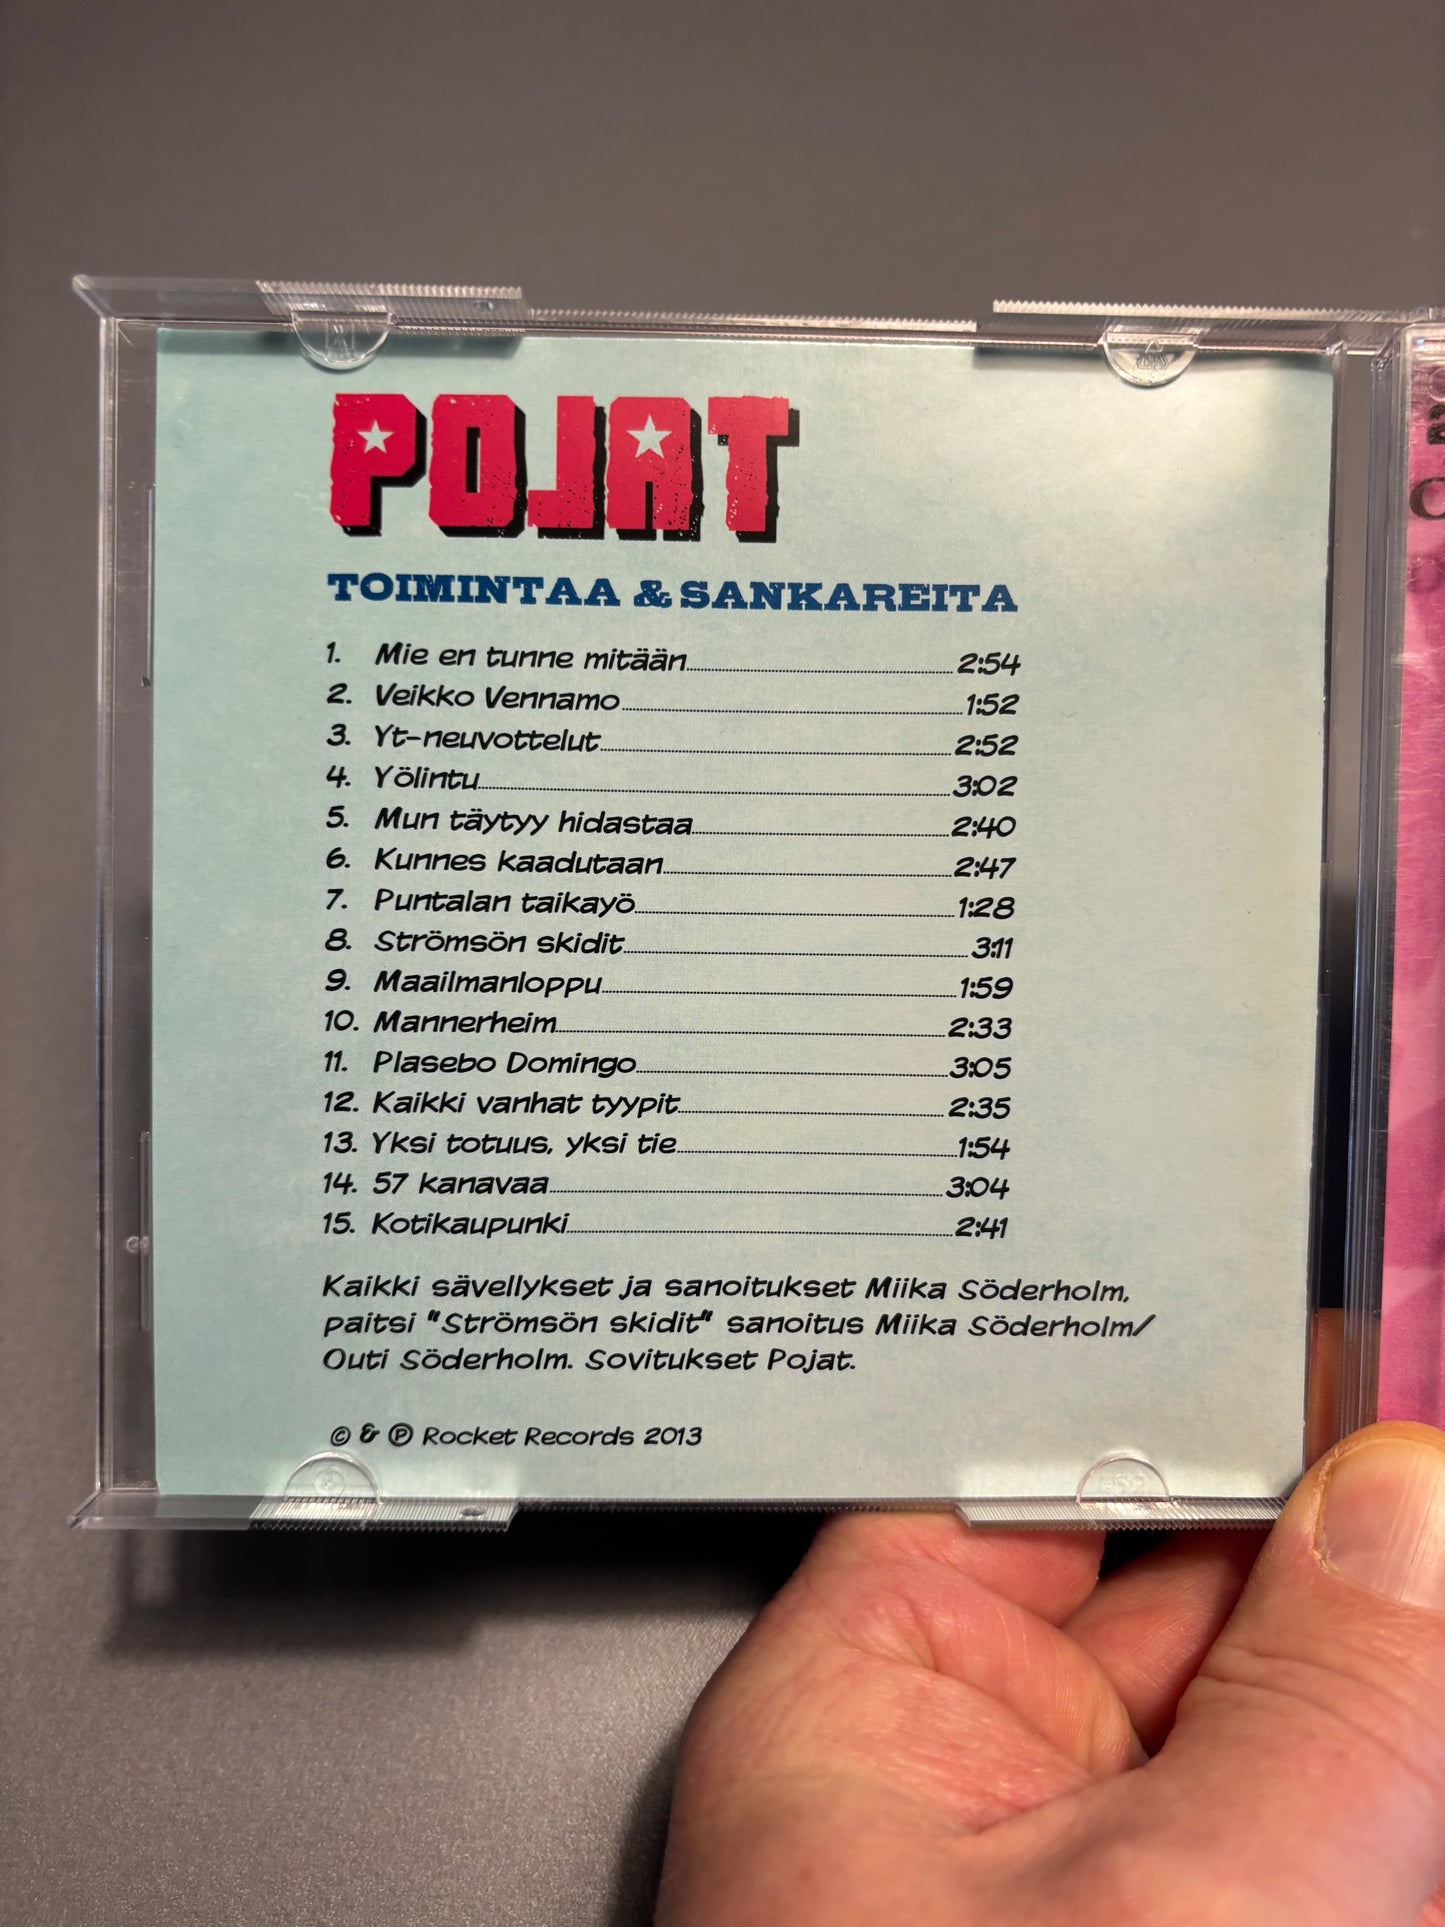 POJAT
TOIMINTAA & SANKAREITA
1. Mie en tunne mitään 2:54
2. Veikko Vennamo 1:52
3. Yt-neuvottelut 2:52
4. Yölintu 3:02
5. Mun täytyy hidastaa 2:40
6. Kunnes kaadutaan 2:47
7. Puntalan taikayö 1:28
8. Strömsön skidit 3:11
9. Maailmanloppu 1:59
10. Mannerheim 2:33
11. Plasebo Domingo 3:05
12. Kaikki vanhat tyypit 2:35
13. Yksi totuus, yksi tie 1:54
14. 57 kanavaa 3:04
15. Kotikaupunki 2:41
Kaikki sävellykset ja sanoitukset Miika Söderholm,
paitsi "Strömsön skidit" sanoitus Miika Söderholm/
Outi Söderholm. Sovitukset Pojat.
© & ℗ Rocket Records 2013